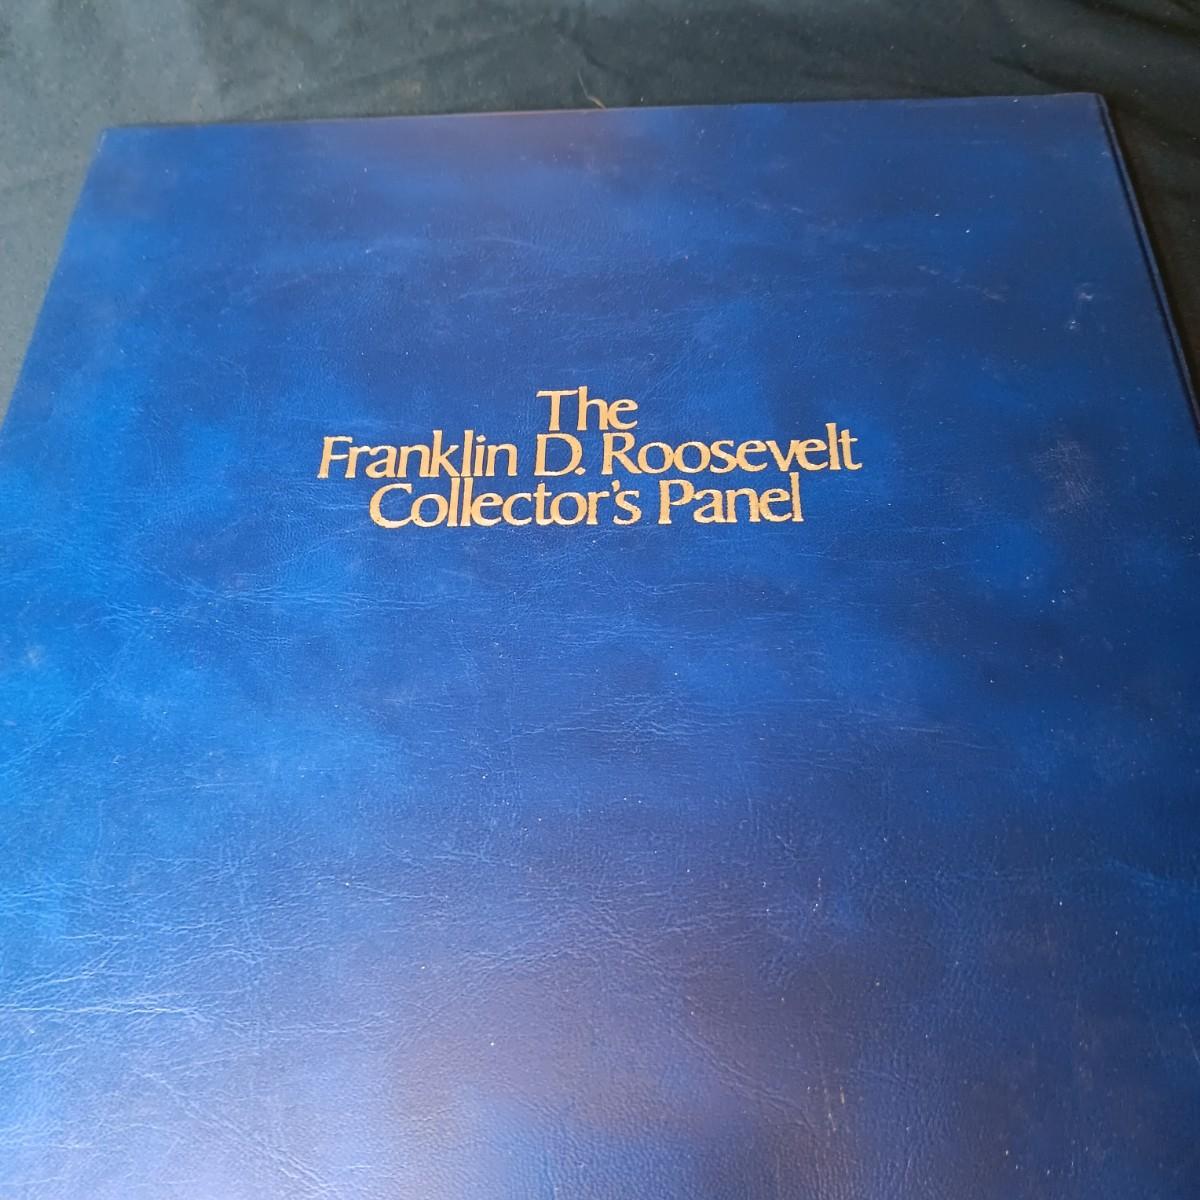 The
Franklin D. Roosevelt
Collector's Panel